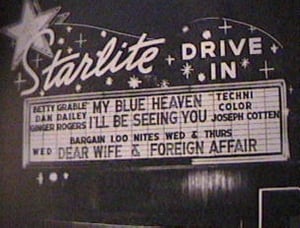 Starlite DRIVE IN
BETTY GRABLE MY BLUE HEAVEN TECHNI
DAN DAILEY COLOR
GINGER ROGERS I'LL BE SEEING YOU JOSEPH COTTEN
BARGAIN LOO NITES WED & THURS
WED DEAR WIFE & FOREIGN AFFAIR